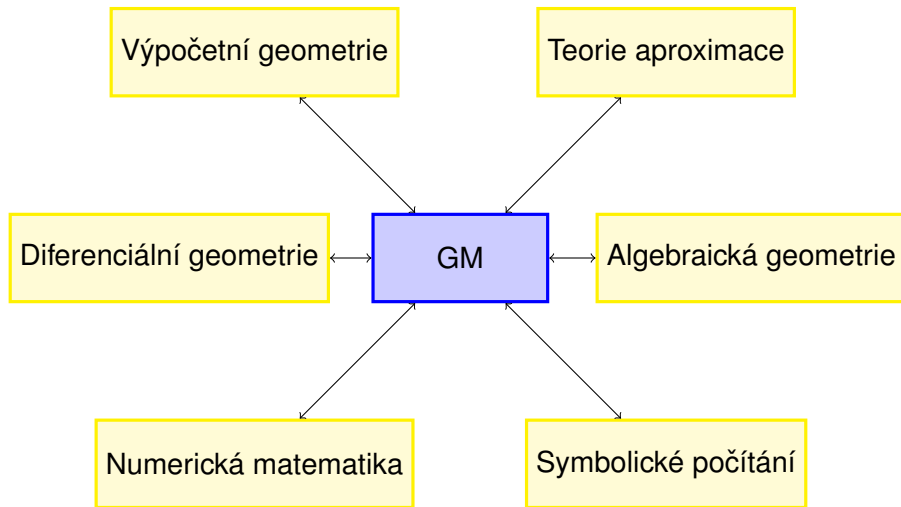 Výpočetní geometrie
Teorie aproximace
Diferenciální geometrie
GM
Algebraická geometrie
Numerická matematika
Symbolické počítání